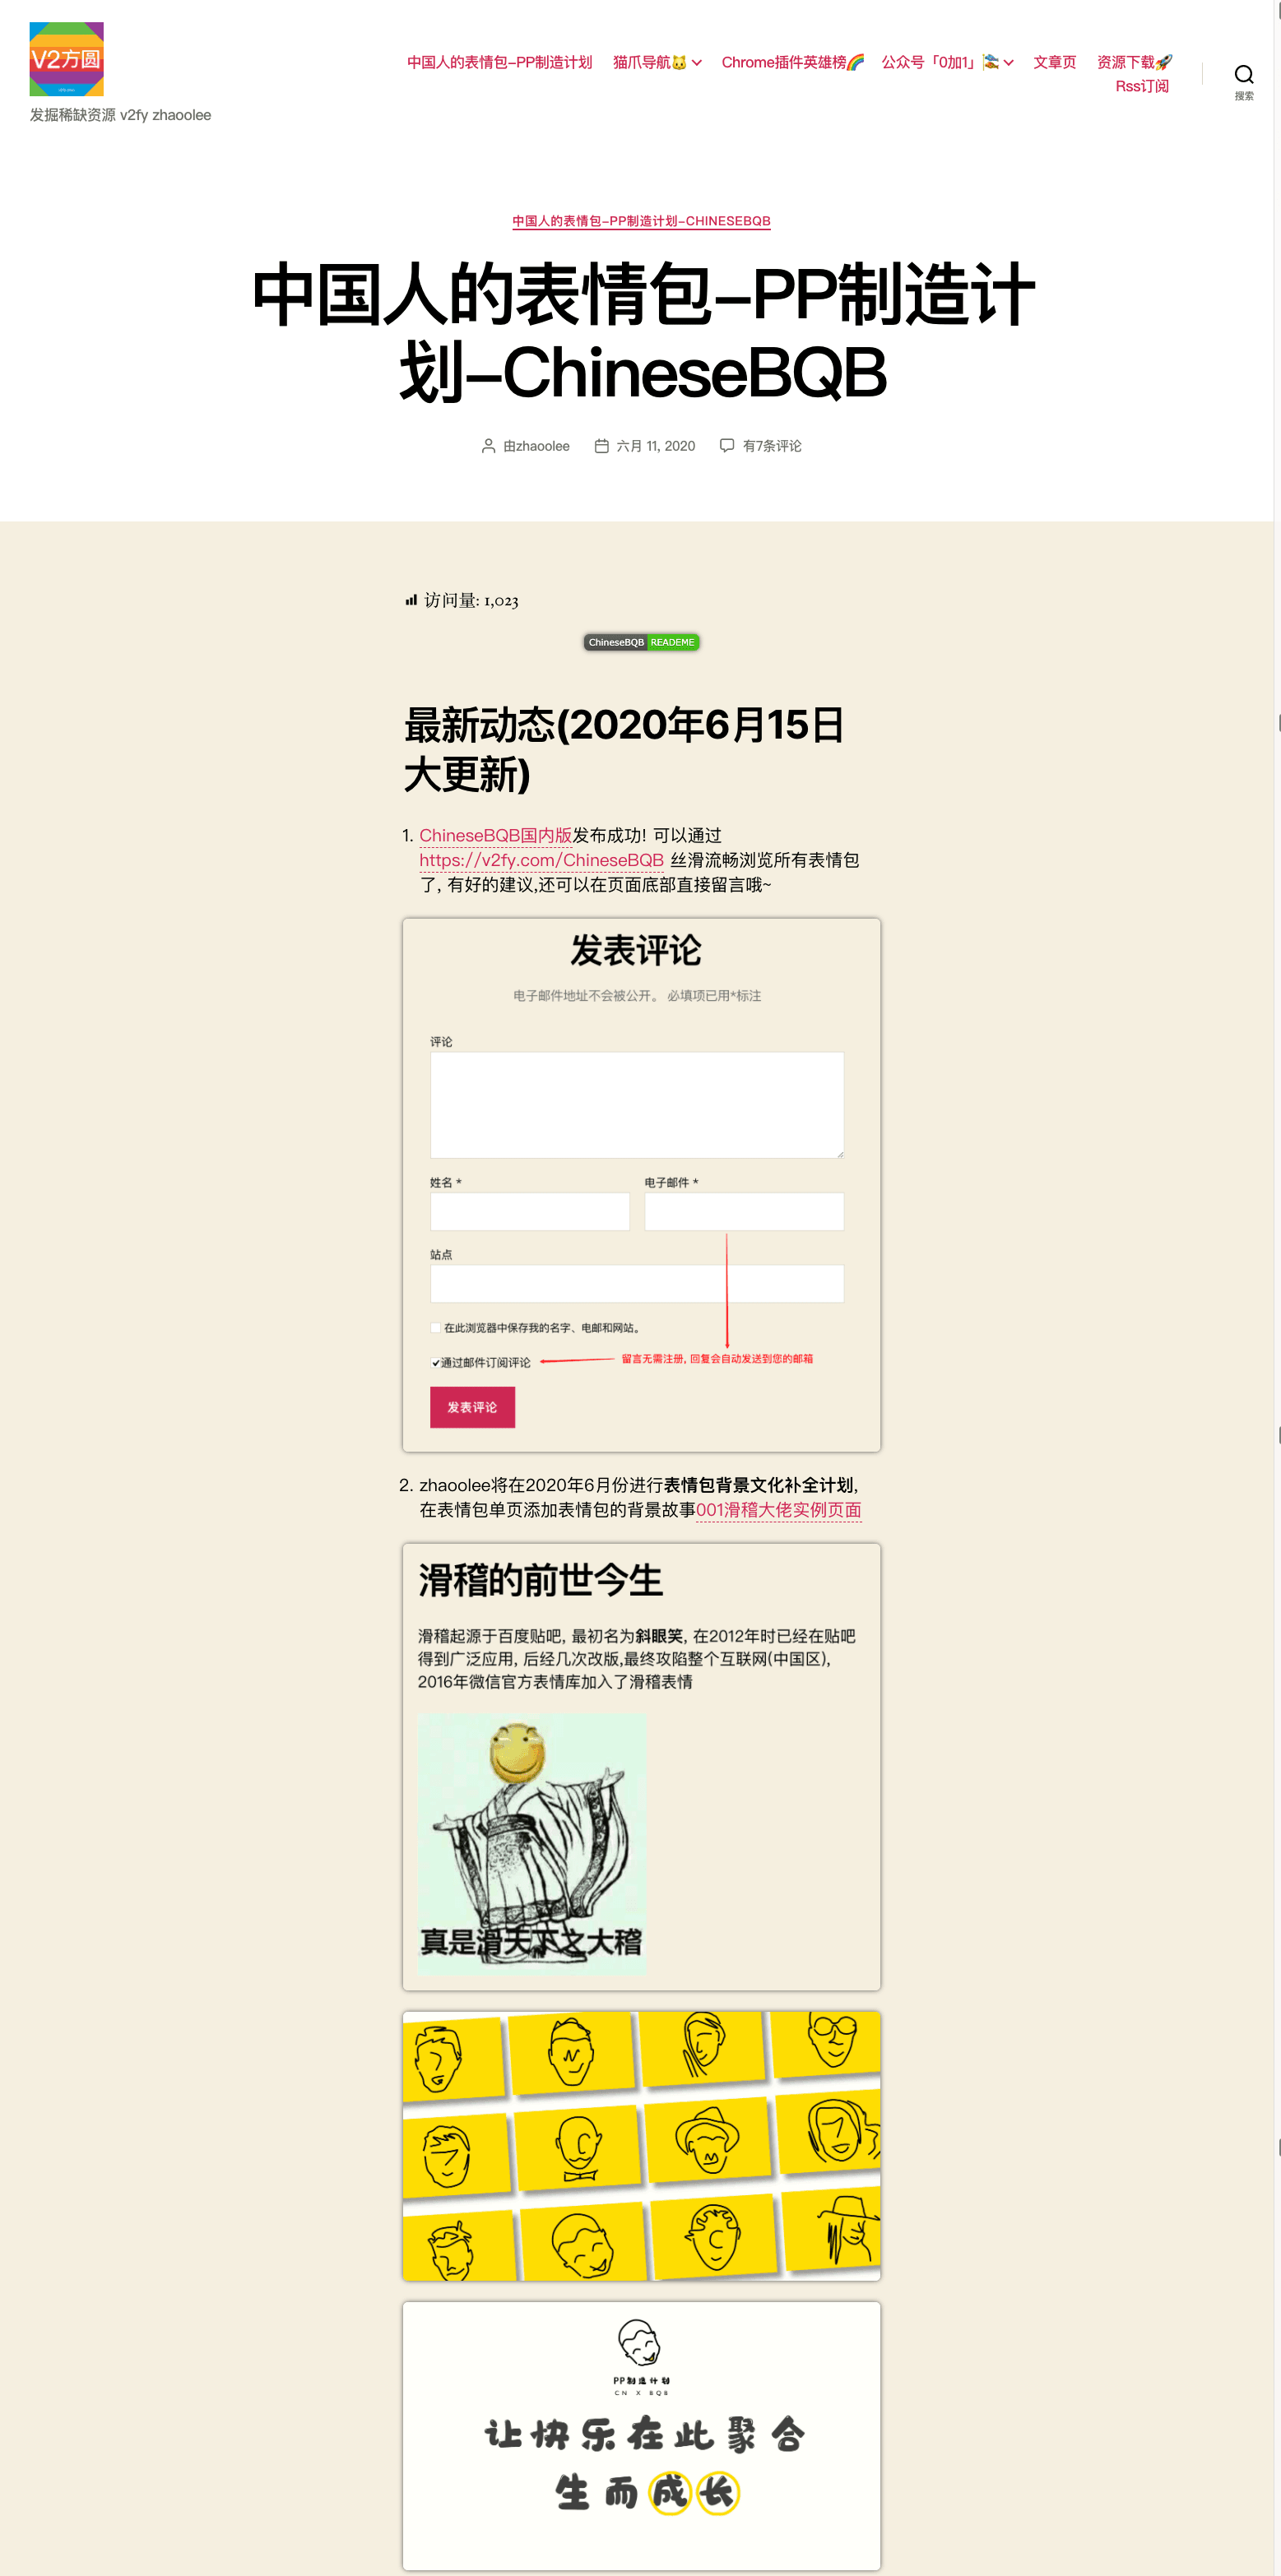 V2方圆
发掘稀缺资源 v2fy zhaoolee
中国人的表情包–PP制造计划 猫爪导航🐱 Chrome插件英雄榜🌈 公众号「0加1」🎏 文章页 资源下载🚀
Rss订阅
搜索
中国人的表情包–PP制造计划–CHINESEBQB
中国人的表情包–PP制造计
划–ChineseBQB
由zhaoolee 六月 11, 2020 有7条评论
访问量: 1,023
ChineseBQB READEME
最新动态(2020年6月15日
大更新)
1. ChineseBQB国内版发布成功! 可以通过
https://v2fy.com/ChineseBQB 丝滑流畅浏览所有表情包
了, 有好的建议,还可以在页面底部直接留言哦~
发表评论
电子邮件地址不会被公开。 必填项已用*标注
评论
姓名 * 电子邮件 *
站点
在此浏览器中保存我的名字、电邮和网站。
通过邮件订阅评论 留言无需注册, 回复会自动发送到您的邮箱
发表评论
2. zhaoolee将在2020年6月份进行表情包背景文化补全计划,
在表情包单页添加表情包的背景故事001滑稽大佬实例页面
滑稽的前世今生
滑稽起源于百度贴吧, 最初名为斜眼笑, 在2012年时已经在贴吧
得到广泛应用, 后经几次改版,最终攻陷整个互联网(中国区),
2016年微信官方表情库加入了滑稽表情
真是滑天下之大稽
PP制造计划
CN X BQB
让快乐在此聚合
生而成长